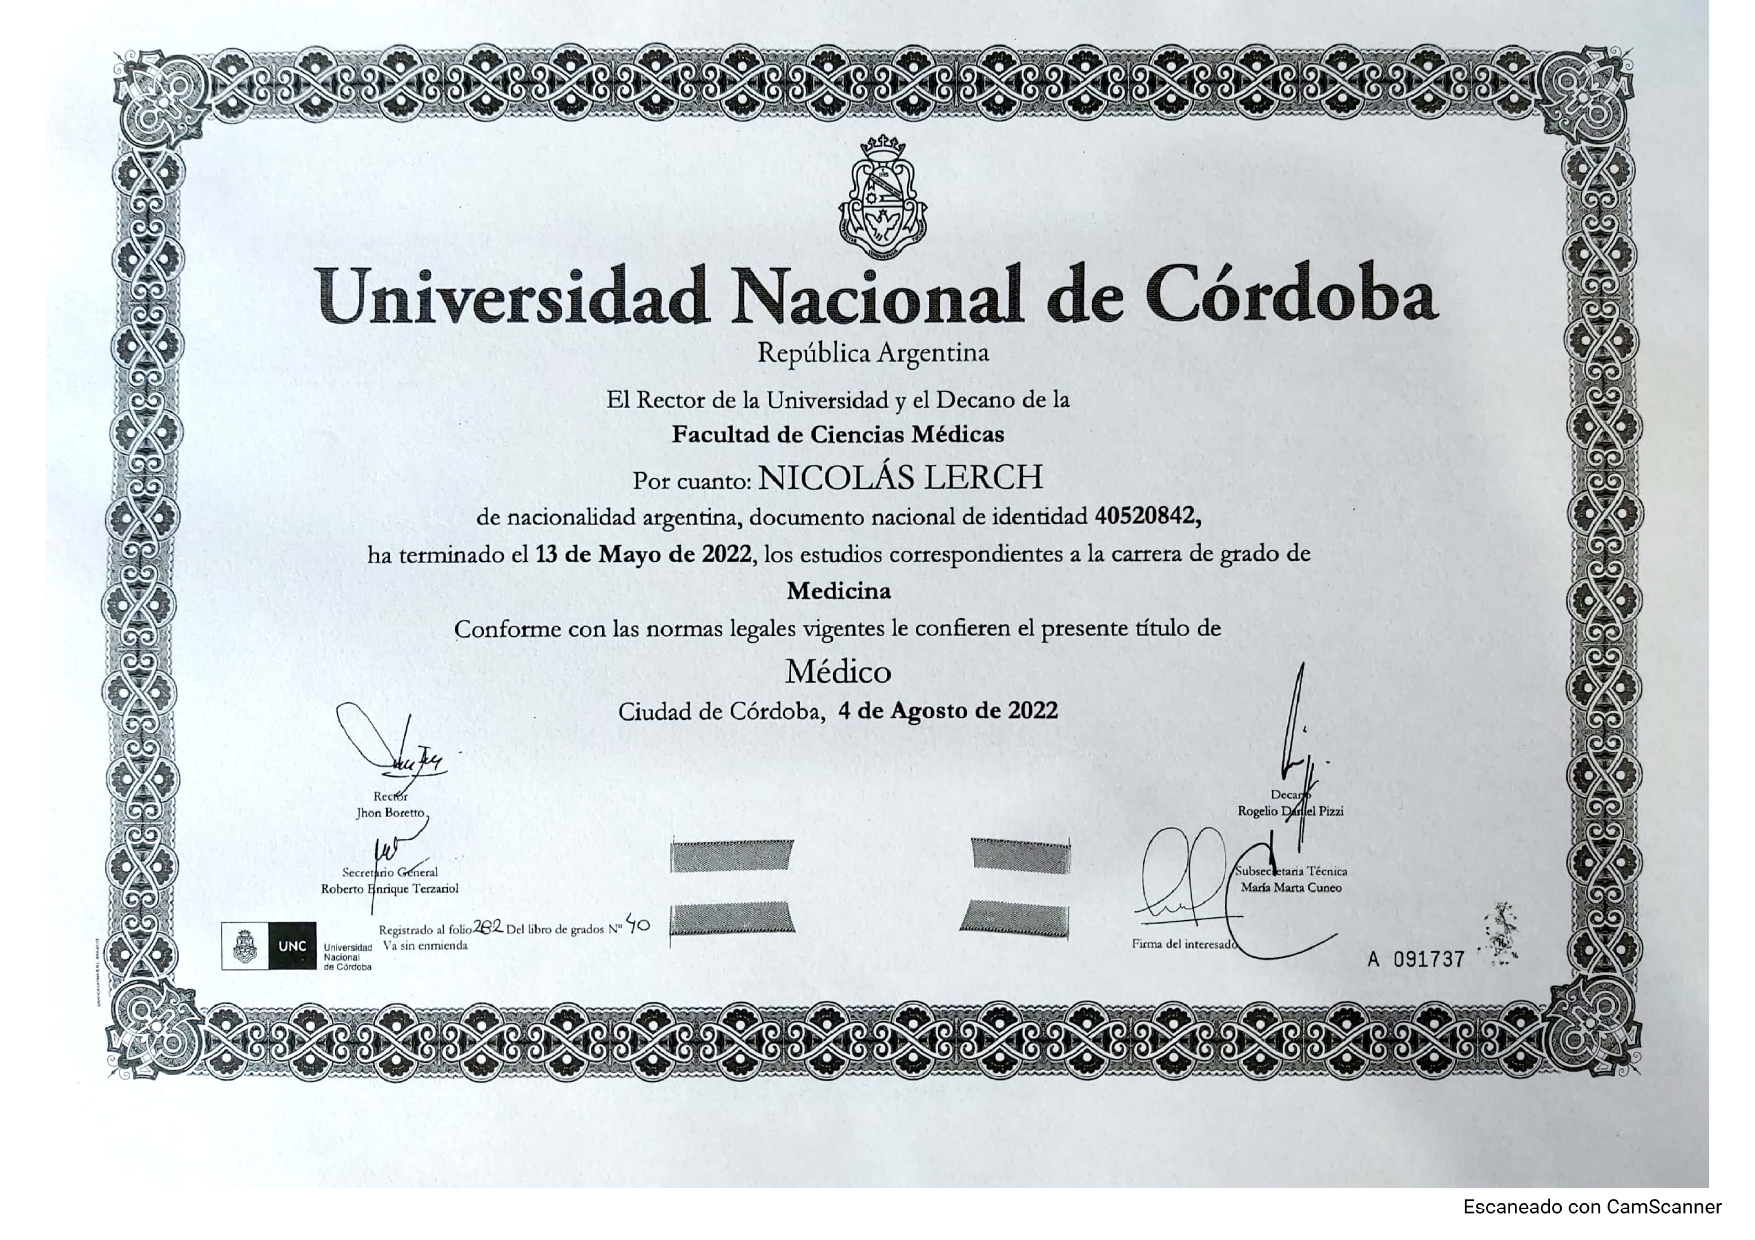 Universidad Nacional de Córdoba
República Argentina
El Rector de la Universidad y el Decano de la
Facultad de Ciencias Médicas
Por cuanto: NICOLÁS LERCH
de nacionalidad argentina, documento nacional de identidad 40520842,
ha terminado el 13 de Mayo de 2022, los estudios correspondientes a la carrera de grado de
Medicina
Conforme con las normas legales vigentes le confieren el presente título de
Médico
Ciudad de Córdoba, 4 de Agosto de 2022
Rector
Jhon Boretto
Decano
Rogelio Daniel Pizzi
Secretario General
Roberto Enrique Terzariol
Subsecretaria Técnica
María Marta Cuneo
Registrado al folio 282 Del libro de grados Nº 40
Va sin enmienda
UNC
Universidad
Nacional
de Córdoba
Firma del interesado
A 091737
Escaneado con CamScanner